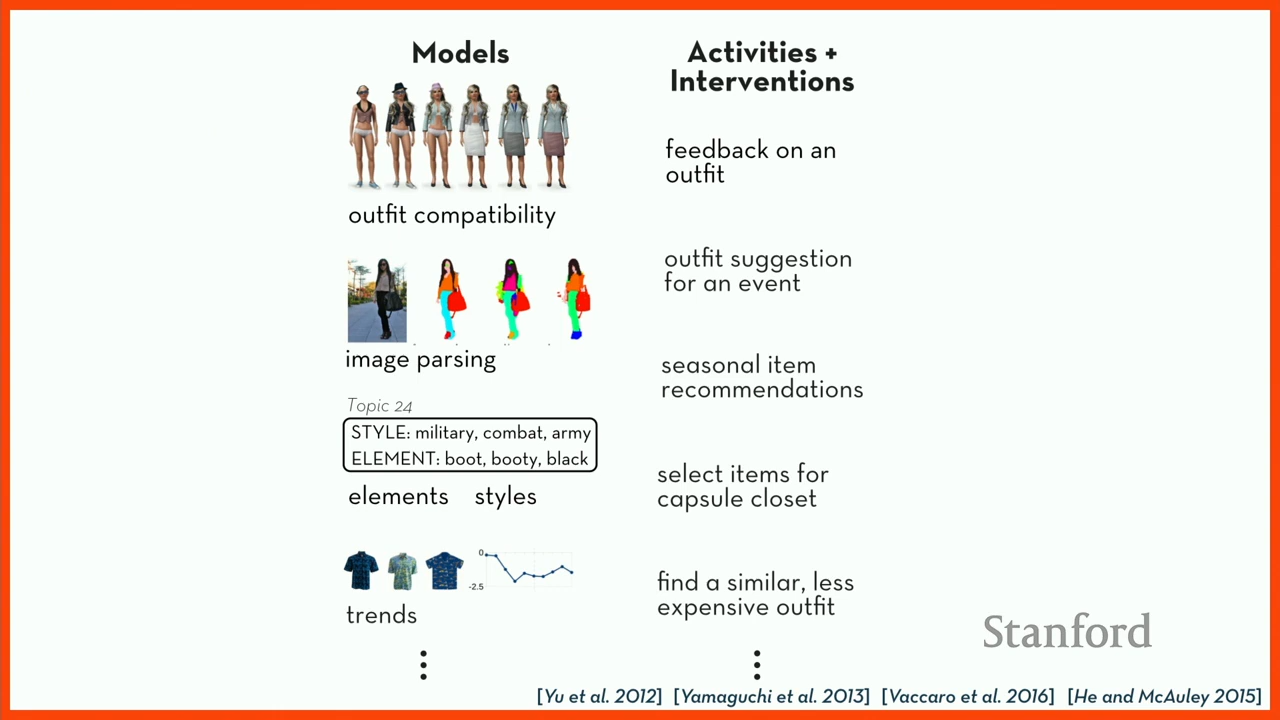 Models
outfit compatibility
image parsing
Topic 24
STYLE: military, combat, army
ELEMENT: boot, booty, black
elements styles
0
-2.5
trends
Activities +
Interventions
feedback on an
outfit
outfit suggestion
for an event
seasonal item
recommendations
select items for
capsule closet
find a similar, less
expensive outfit
Stanford
[Yu et al. 2012] [Yamaguchi et al. 2013] [Vaccaro et al. 2016] [He and McAuley 2015]